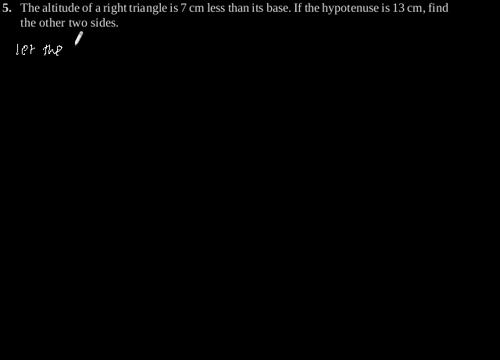 5. The altitude of a right triangle is 7 cm less than its base. If the hypotenuse is 13 cm, find
the other two sides.
let the